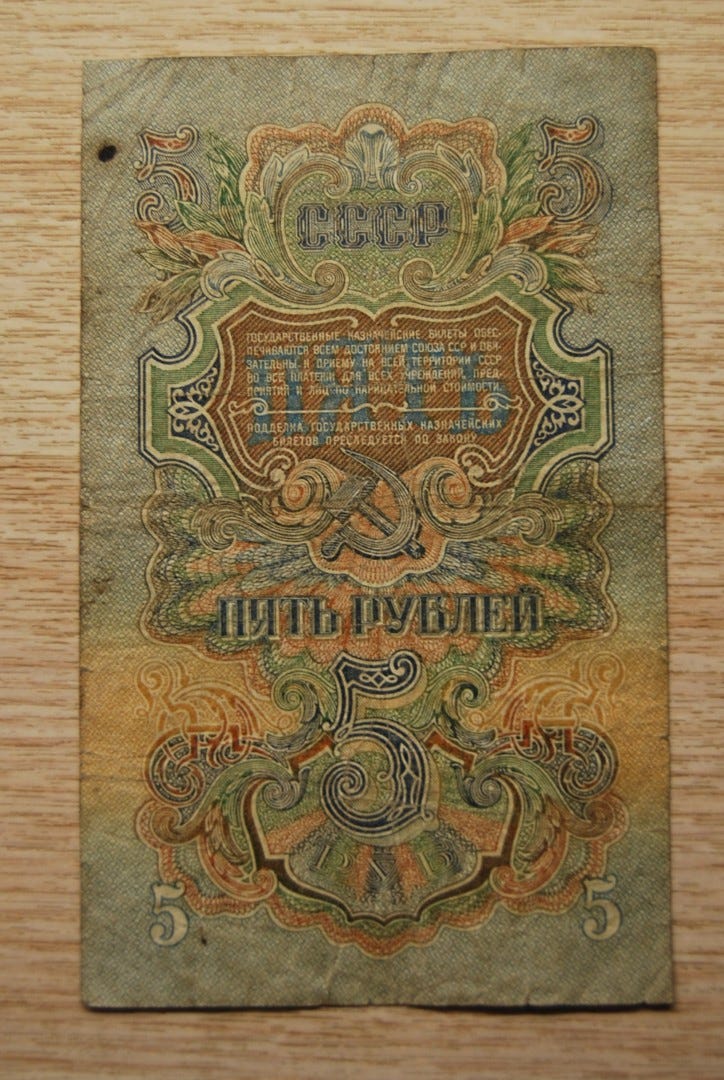 5 5
СССР
ГОСУДАРСТВЕННЫЕ КАЗНАЧЕЙСКИЕ БИЛЕТЫ ОБЕС-
ПЕЧИВАЮТСЯ ВСЕМ ДОСТОЯНИЕМ СОЮЗА ССР И ОБЯ-
ЗАТЕЛЬНЫ К ПРИЕМУ НА ВСЕЙ ТЕРРИТОРИИ СССР
ВО ВСЕ ПЛАТЕЖИ ДЛЯ ВСЕХ УЧРЕЖДЕНИЙ, ПРЕД-
ПРИЯТИЙ И ЛИЦ ПО НАРИЦАТЕЛЬНОЙ СТОИМОСТИ.
ПЯТЬ
ПОДДЕЛКА ГОСУДАРСТВЕННЫХ КАЗНАЧЕЙСКИХ
БИЛЕТОВ ПРЕСЛЕДУЕТСЯ ПО ЗАКОНУ
ПЯТЬ РУБЛЕЙ
5
РУБ
5 5